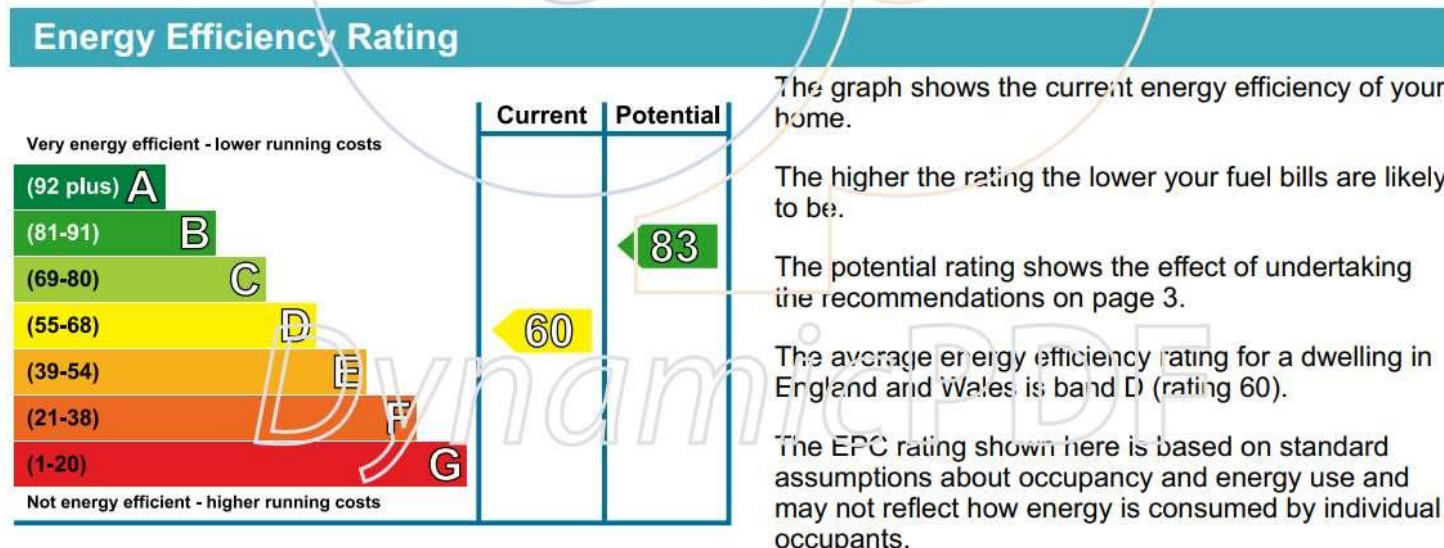 Energy Efficiency Rating
Current
Potential
Very energy efficient - lower running costs
(92 plus) A
(81-91) B
(69-80) C
(55-68) D
(39-54) E
(21-38) F
(1-20) G
83
60
Not energy efficient - higher running costs
The graph shows the current energy efficiency of your
home.
The higher the rating the lower your fuel bills are likely
to be.
The potential rating shows the effect of undertaking
the recommendations on page 3.
The average energy efficiency rating for a dwelling in
England and Wales is band D (rating 60).
The EPC rating shown here is based on standard
assumptions about occupancy and energy use and
may not reflect how energy is consumed by individual
occupants.
DynamicPDF